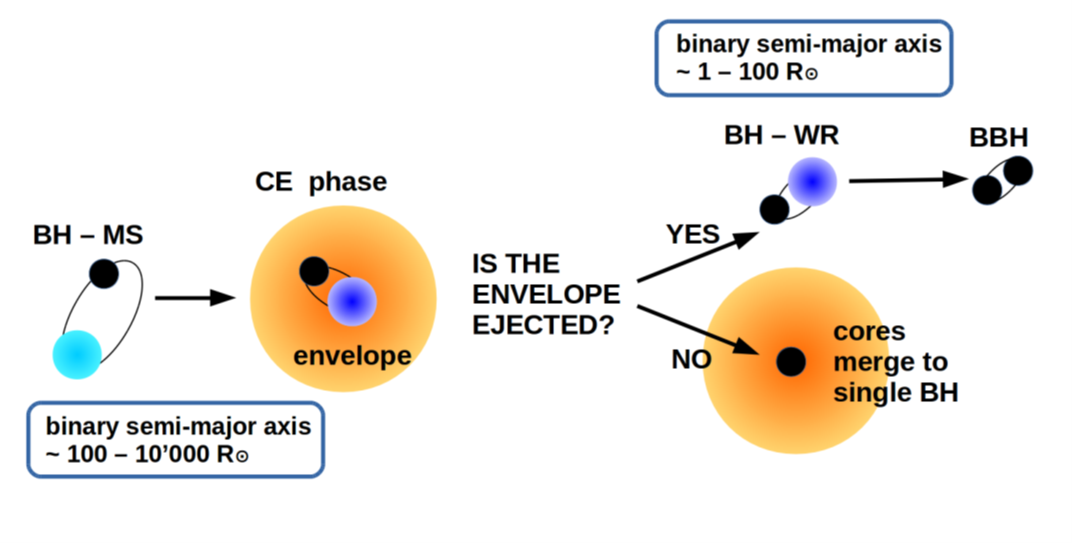 BH – MS
binary semi-major axis
~ 100 – 10’000 R⊙
CE phase
envelope
IS THE
ENVELOPE
EJECTED?
YES
NO
binary semi-major axis
~ 1 – 100 R⊙
BH – WR
BBH
cores
merge to
single BH